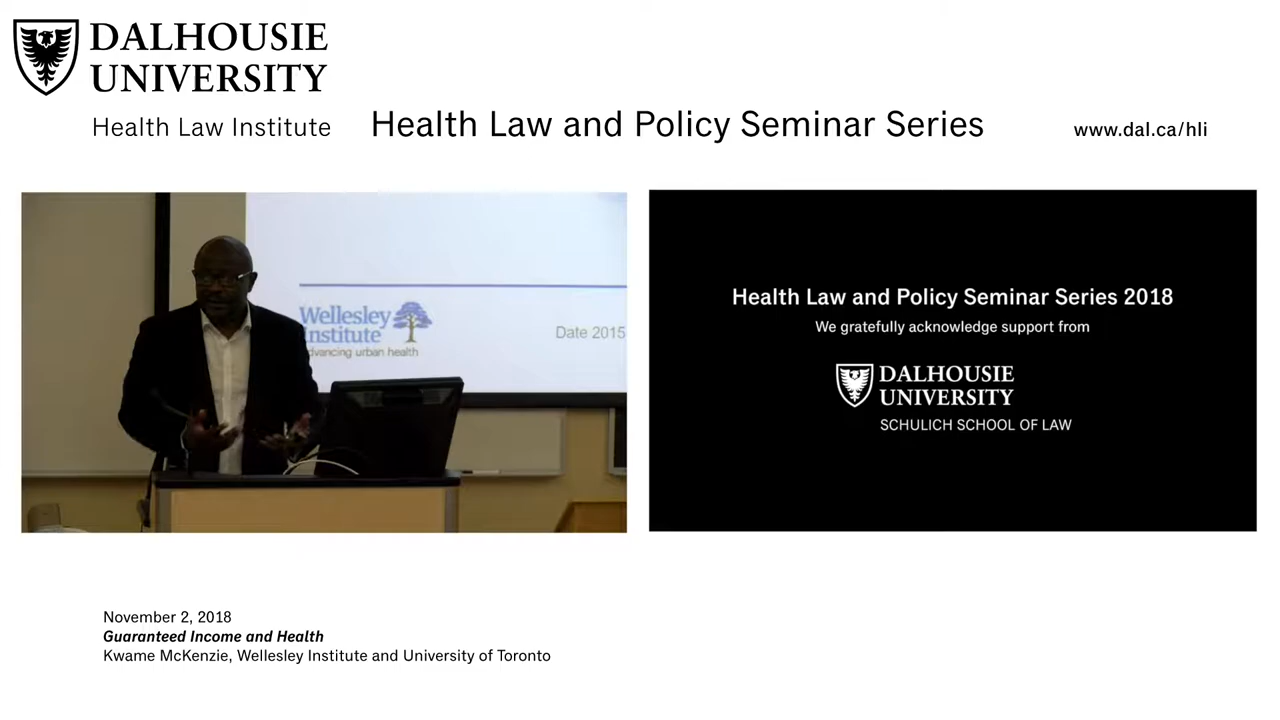 DALHOUSIE
UNIVERSITY
Health Law Institute
Health Law and Policy Seminar Series
www.dal.ca/hli
Wellesley
Institute
advancing urban health
Date 2015
Health Law and Policy Seminar Series 2018
We gratefully acknowledge support from
DALHOUSIE
UNIVERSITY
SCHULICH SCHOOL OF LAW
November 2, 2018
Guaranteed Income and Health
Kwame McKenzie, Wellesley Institute and University of Toronto